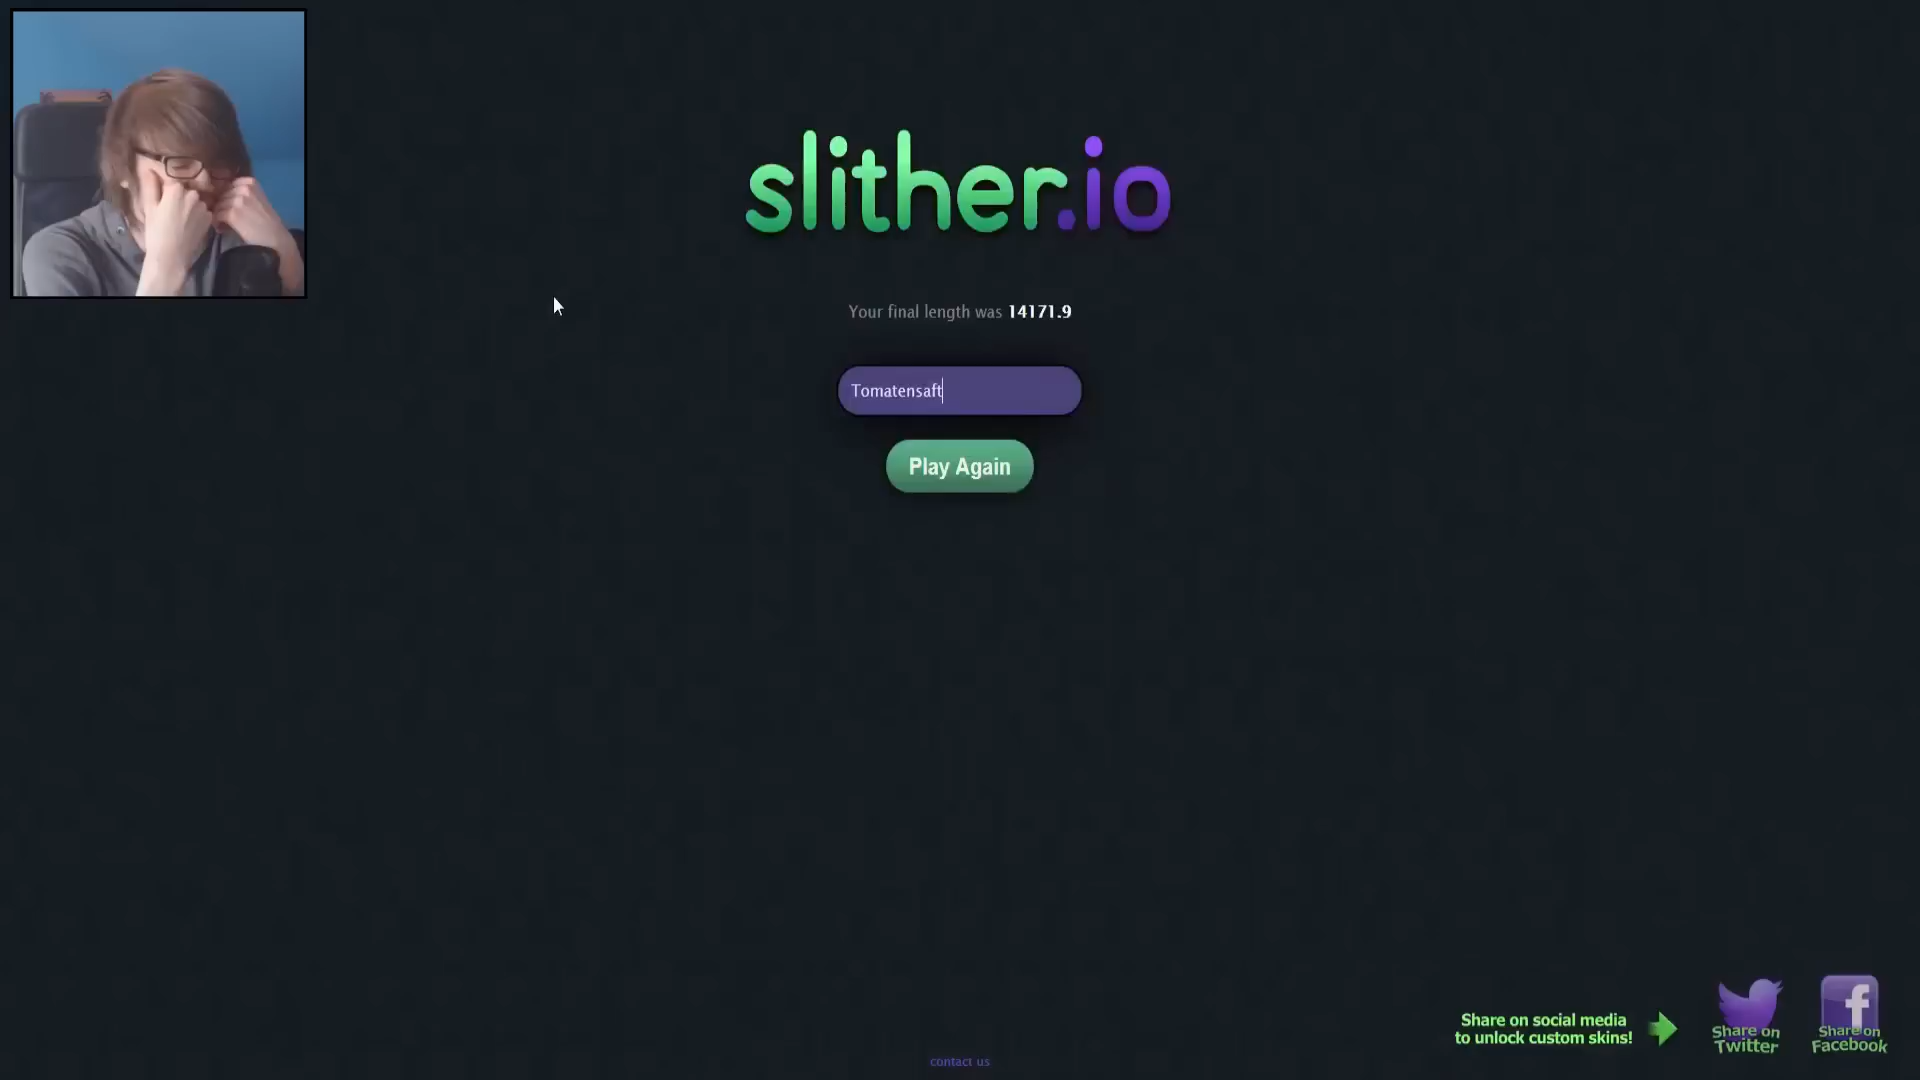 slither.io
Your final length was 14171.9
Tomatensaft
Play Again
Share on social media
to unlock custom skins!
Share on
Twitter
Share on
Facebook
contact us